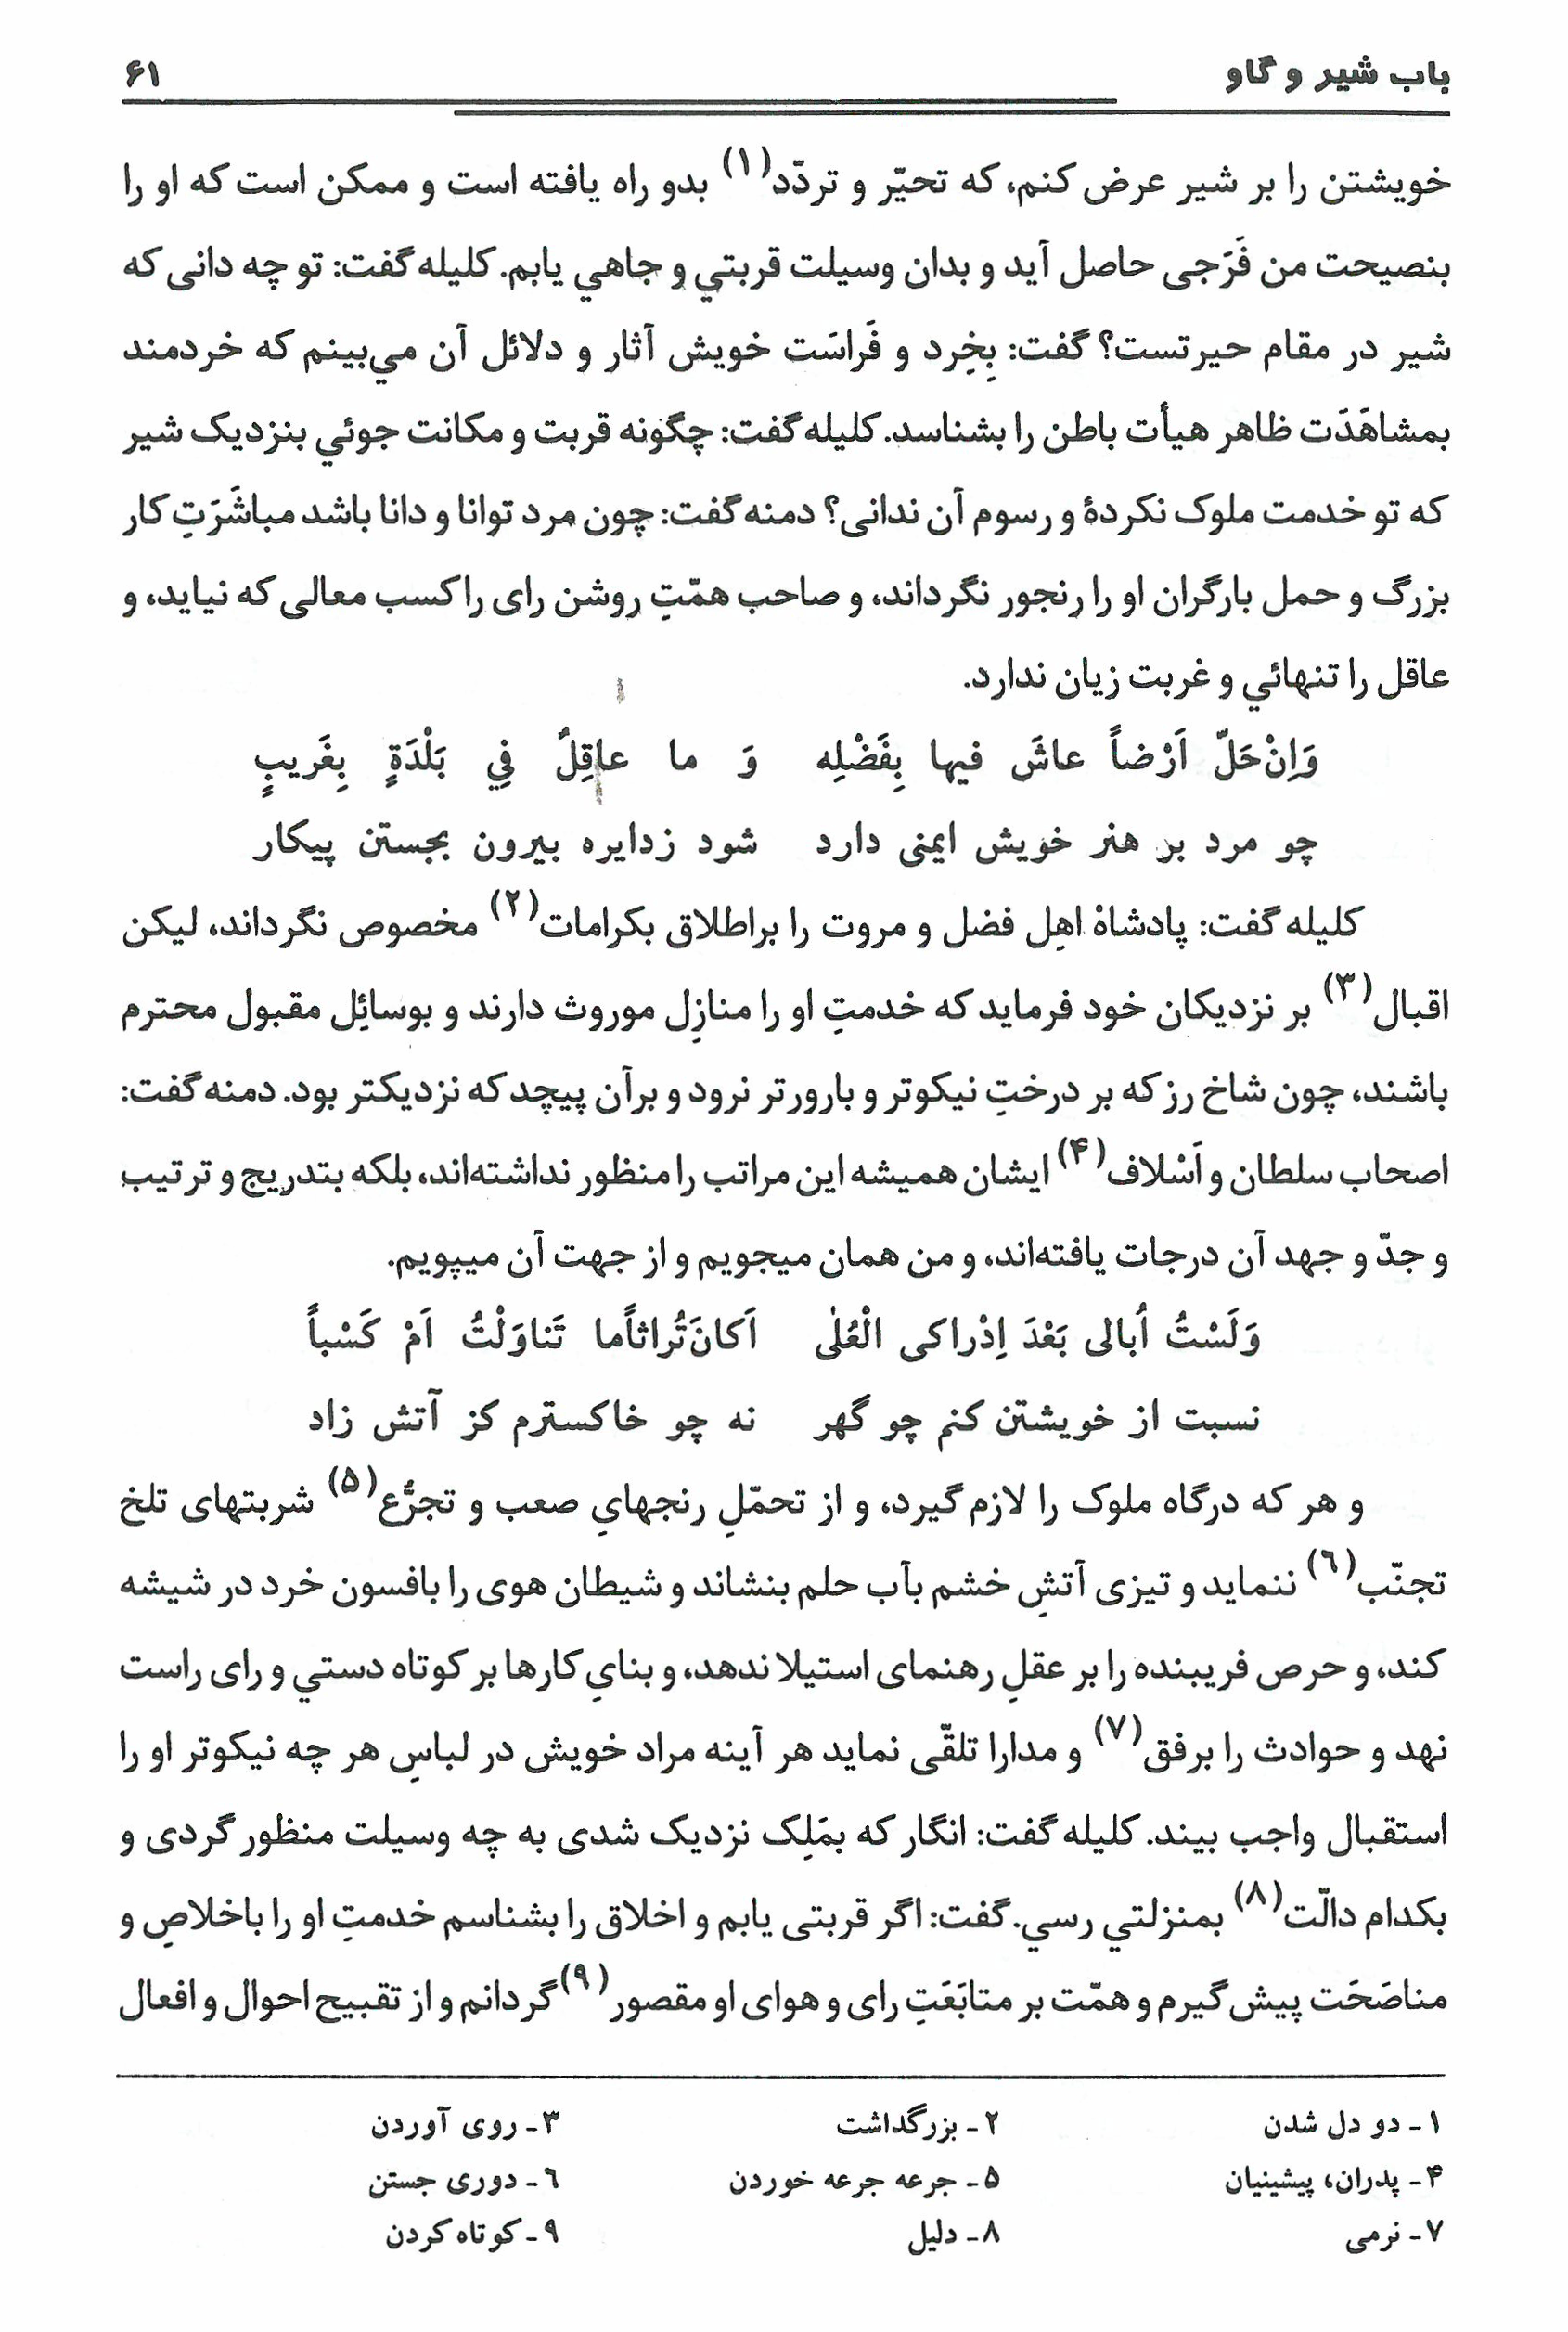 باب شیر و گاو ۶۱
خویشتن را بر شیر عرض کنم، که تحیّر و تردّد(۱) بدو راه یافته است و ممکن است که او را
بنصیحت من فَرَجی حاصل آید و بدان وسیلت قربتي و جاهي یابم. کلیله گفت: تو چه دانی که
شیر در مقام حیرتست؟ گفت: بِخِرد و فَراسَت خویش آثار و دلائل آن مي‌بینم که خردمند
بمشاهَدَت ظاهر هیأت باطن را بشناسد. کلیله گفت: چگونه قربت و مکانت جوئي بنزدیک شیر
که تو خدمت ملوک نکردهٔ و رسوم آن ندانی؟ دمنه گفت: چون مرد توانا و دانا باشد مباشَرَتِ کار
بزرگ و حمل بارگران او را رنجور نگرداند، و صاحب همّتِ روشن رای را کسب معالی که نیاید، و
عاقل را تنهائي و غربت زیان ندارد.
وَاِنْ حَلّ اَرْضاً عاشَ فیها بِفَضْلِه وَ ما عاقِلٌ فِي بَلْدَةٍ بِغَریبٍ
چو مرد بر هنر خویش ایمنی دارد شود زدایره بیرون بجستن پیکار
کلیله گفت: پادشاهْ اهلِ فضل و مروت را براطلاق بکرامات(۲) مخصوص نگرداند، لیکن
اقبال(۳) بر نزدیکان خود فرماید که خدمتِ او را منازِل موروث دارند و بوسائِل مقبول محترم
باشند، چون شاخ رز که بر درختِ نیکوتر و بارورتر نرود و برآن پیچد که نزدیکتر بود. دمنه گفت:
اصحاب سلطان و اَسْلاف(۴) ایشان همیشه این مراتب را منظور نداشته‌اند، بلکه بتدریج و ترتیب
و جدّ و جهد آن درجات یافته‌اند، و من همان میجویم و از جهت آن میپویم.
وَلَسْتُ اُبالی بَعْدَ اِدْراکی الْعُلی اَکانَ تُراثاً ما تَناوَلْتُ اَمْ کَسْباً
نسبت از خویشتن کنم چو گهر نه چو خاکسترم کز آتش زاد
و هر که درگاه ملوک را لازم گیرد، و از تحمّلِ رنجهايِ صعب و تجرُّع(۵) شربتهای تلخ
تجنّب(۶) ننماید و تیزی آتشِ خشم بآب حلم بنشاند و شیطان هوی را بافسون خرد در شیشه
کند، و حرص فریبنده را بر عقلِ رهنمای استیلا ندهد، و بنايِ کارها بر کوتاه دستي و رای راست
نهد و حوادث را برفق(۷) و مدارا تلقّی نماید هر آینه مراد خویش در لباسِ هر چه نیکوتر او را
استقبال واجب بیند. کلیله گفت: انگار که بمَلِک نزدیک شدی به چه وسیلت منظور گردی و
بکدام دالّت(۸) بمنزلتي رسي. گفت: اگر قربتی یابم و اخلاق را بشناسم خدمتِ او را باخلاصِ و
مناصَحَت پیش گیرم و همّت بر متابَعَتِ رای و هوای او مقصور(۹) گردانم و از تقبیح احوال و افعال
۱ـ دو دل شدن ۲ـ بزرگداشت ۳ـ روی آوردن
۴ـ پدران، پیشینیان ۵ـ جرعه جرعه خوردن ۶ـ دوری جستن
۷ـ نرمی ۸ـ دلیل ۹ـ کوتاه کردن